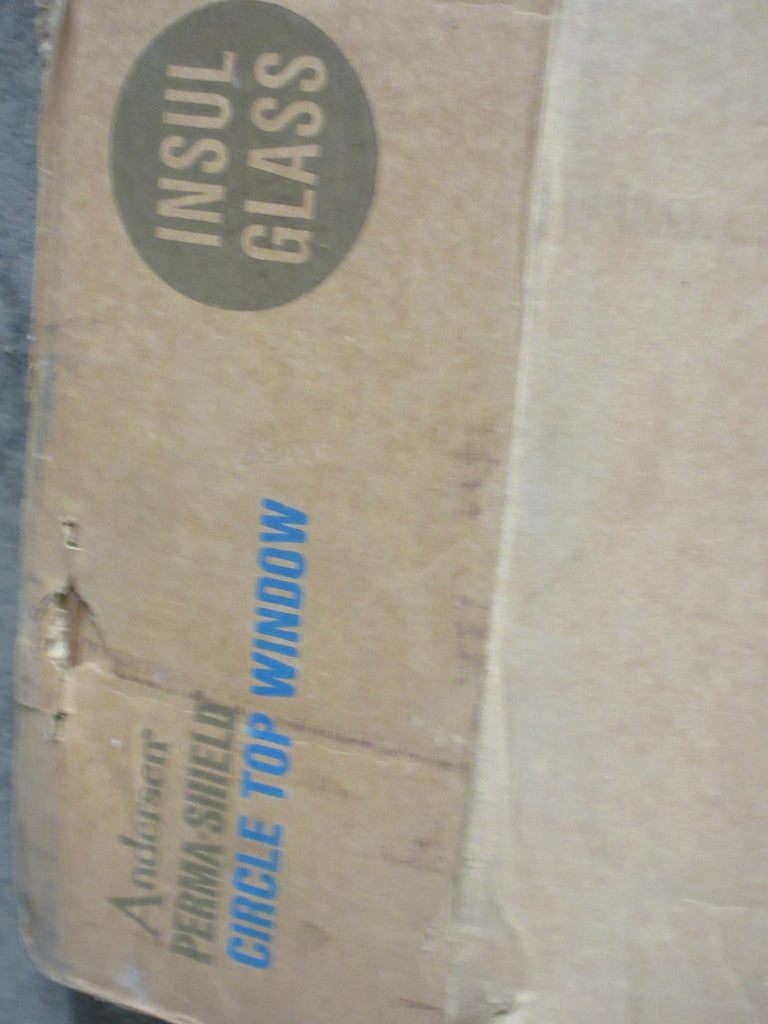 Andersen®
PERMA-SHIELD®
CIRCLE TOP WINDOW
INSUL
GLASS